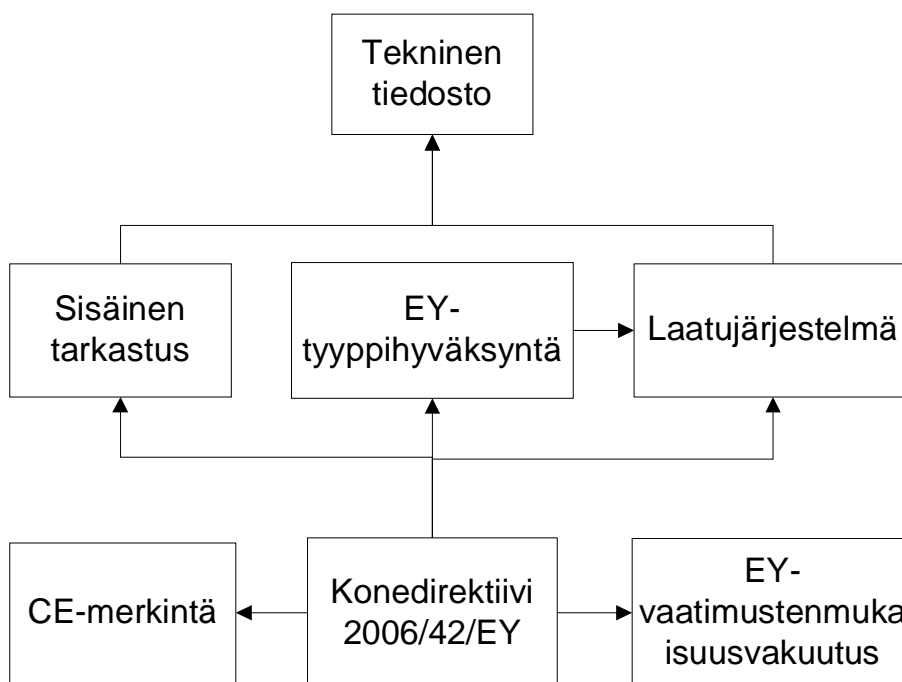 Tekninen
tiedosto
Sisäinen
tarkastus
EY-
tyyppihyväksyntä
Laatujärjestelmä
CE-merkintä
Konedirektiivi
2006/42/EY
EY-
vaatimustenmuka
isuusvakuutus